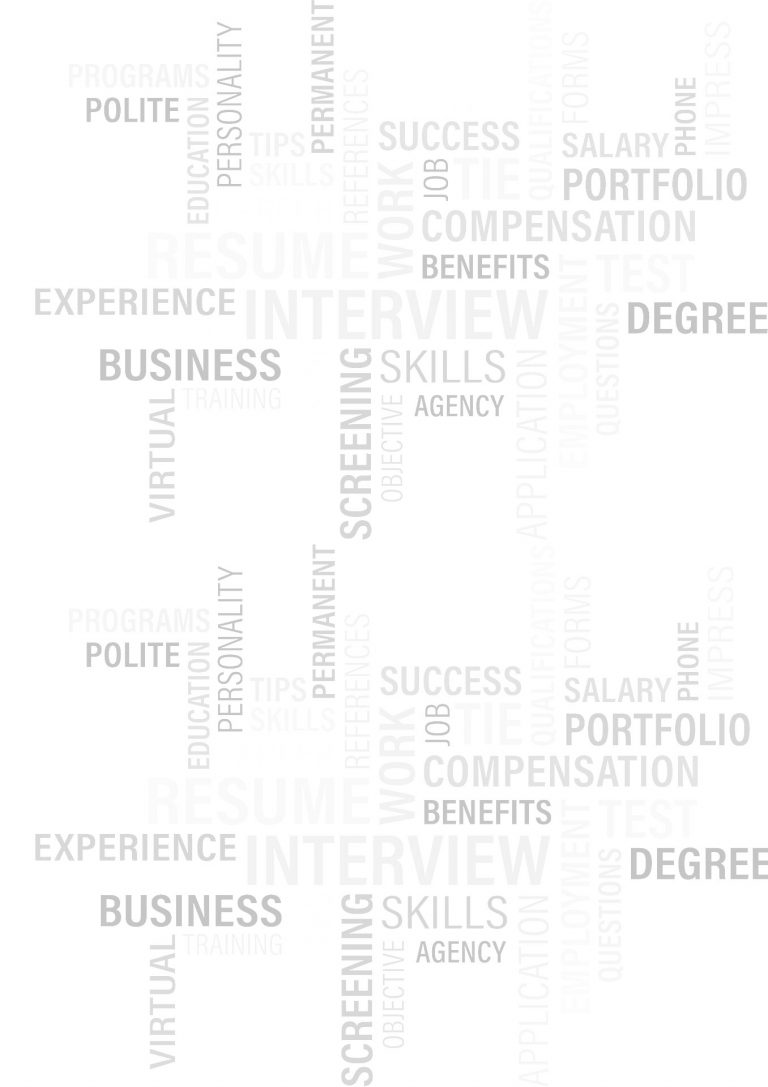 PROGRAMS
POLITE
EDUCATION
PERSONALITY
TIPS
SKILLS
PERMANENT
REFERENCES
SUCCESS
JOB
TIE
WORK
QUALIFICATIONS
FORMS
SALARY
PHONE
IMPRESS
PORTFOLIO
COMPENSATION
RESUME
BENEFITS
TEST
EXPERIENCE
INTERVIEW
EMPLOYMENT
QUESTIONS
DEGREE
BUSINESS
TRAINING
VIRTUAL
SCREENING
SKILLS
OBJECTIVE
AGENCY
APPLICATION
PROGRAMS
POLITE
EDUCATION
PERSONALITY
TIPS
SKILLS
PERMANENT
REFERENCES
SUCCESS
JOB
TIE
WORK
QUALIFICATIONS
FORMS
SALARY
PHONE
IMPRESS
PORTFOLIO
COMPENSATION
RESUME
BENEFITS
TEST
EXPERIENCE
INTERVIEW
EMPLOYMENT
QUESTIONS
DEGREE
BUSINESS
TRAINING
VIRTUAL
SCREENING
SKILLS
OBJECTIVE
AGENCY
APPLICATION